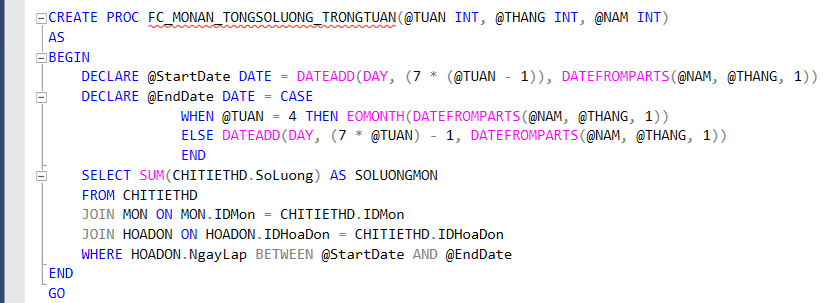 CREATE PROC FC_MONAN_TONGSOLUONG_TRONGTUAN(@TUAN INT, @THANG INT, @NAM INT)
AS
BEGIN
DECLARE @StartDate DATE = DATEADD(DAY, (7 * (@TUAN - 1)), DATEFROMPARTS(@NAM, @THANG, 1))
DECLARE @EndDate DATE = CASE
WHEN @TUAN = 4 THEN EOMONTH(DATEFROMPARTS(@NAM, @THANG, 1))
ELSE DATEADD(DAY, (7 * @TUAN) - 1, DATEFROMPARTS(@NAM, @THANG, 1))
END
SELECT SUM(CHITIETHD.SoLuong) AS SOLUONGMON
FROM CHITIETHD
JOIN MON ON MON.IDMon = CHITIETHD.IDMon
JOIN HOADON ON HOADON.IDHoaDon = CHITIETHD.IDHoaDon
WHERE HOADON.NgayLap BETWEEN @StartDate AND @EndDate
END
GO